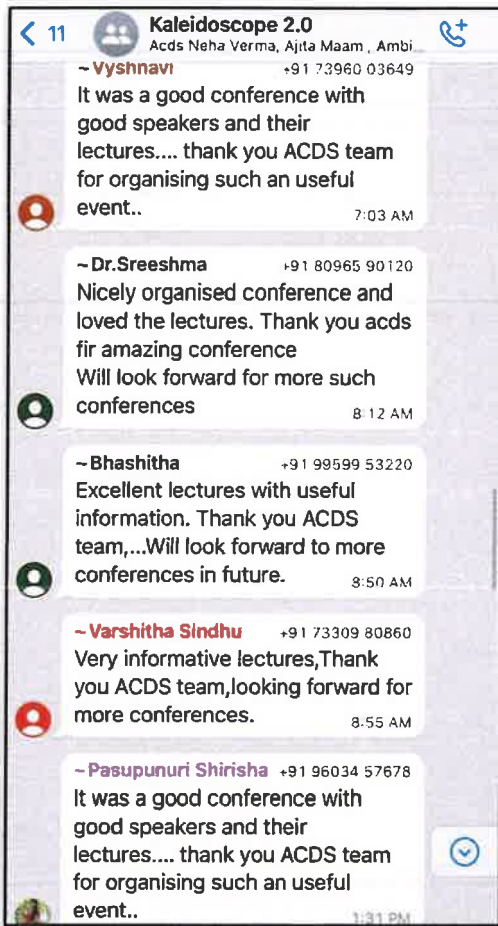 11 Kaleidoscope 2.0
Acds Neha Verma, Ajita Maam , Ambi...
~Vyshnavi +91 73960 03649
It was a good conference with
good speakers and their
lectures.... thank you ACDS team
for organising such an useful
event.. 7:03 AM
~Dr.Sreeshma +91 80965 90120
Nicely organised conference and
loved the lectures. Thank you acds
fir amazing conference
Will look forward for more such
conferences 8:12 AM
~Bhashitha +91 99599 53220
Excellent lectures with useful
information. Thank you ACDS
team,...Will look forward to more
conferences in future. 8:50 AM
~Varshitha Sindhu +91 73309 80860
Very informative lectures,Thank
you ACDS team,looking forward for
more conferences. 8:55 AM
~Pasupunuri Shirisha +91 96034 57678
It was a good conference with
good speakers and their
lectures.... thank you ACDS team
for organising such an useful
event.. 1:31 PM